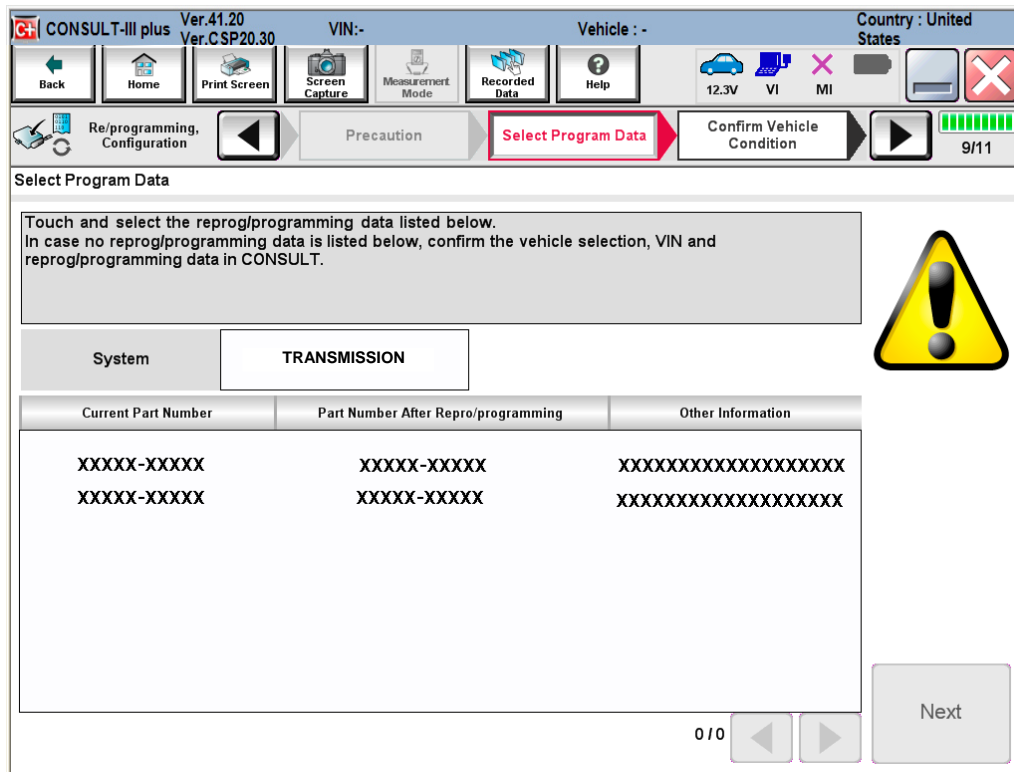 C+ CONSULT-III plus Ver.41.20 VIN:- Vehicle : - Country : United
Ver.CSP20.30 States
Back Home Print Screen Screen Capture Measurement Mode Recorded Data Help 12.3V VI MI
Re/programming, Configuration Precaution Select Program Data Confirm Vehicle Condition 9/11
Select Program Data
Touch and select the reprog/programming data listed below.
In case no reprog/programming data is listed below, confirm the vehicle selection, VIN and
reprog/programming data in CONSULT.
System TRANSMISSION
Current Part Number Part Number After Repro/programming Other Information
XXXXX-XXXXX XXXXX-XXXXX XXXXXXXXXXXXXXXXXXX
XXXXX-XXXXX XXXXX-XXXXX XXXXXXXXXXXXXXXXXXX
Next
0 / 0